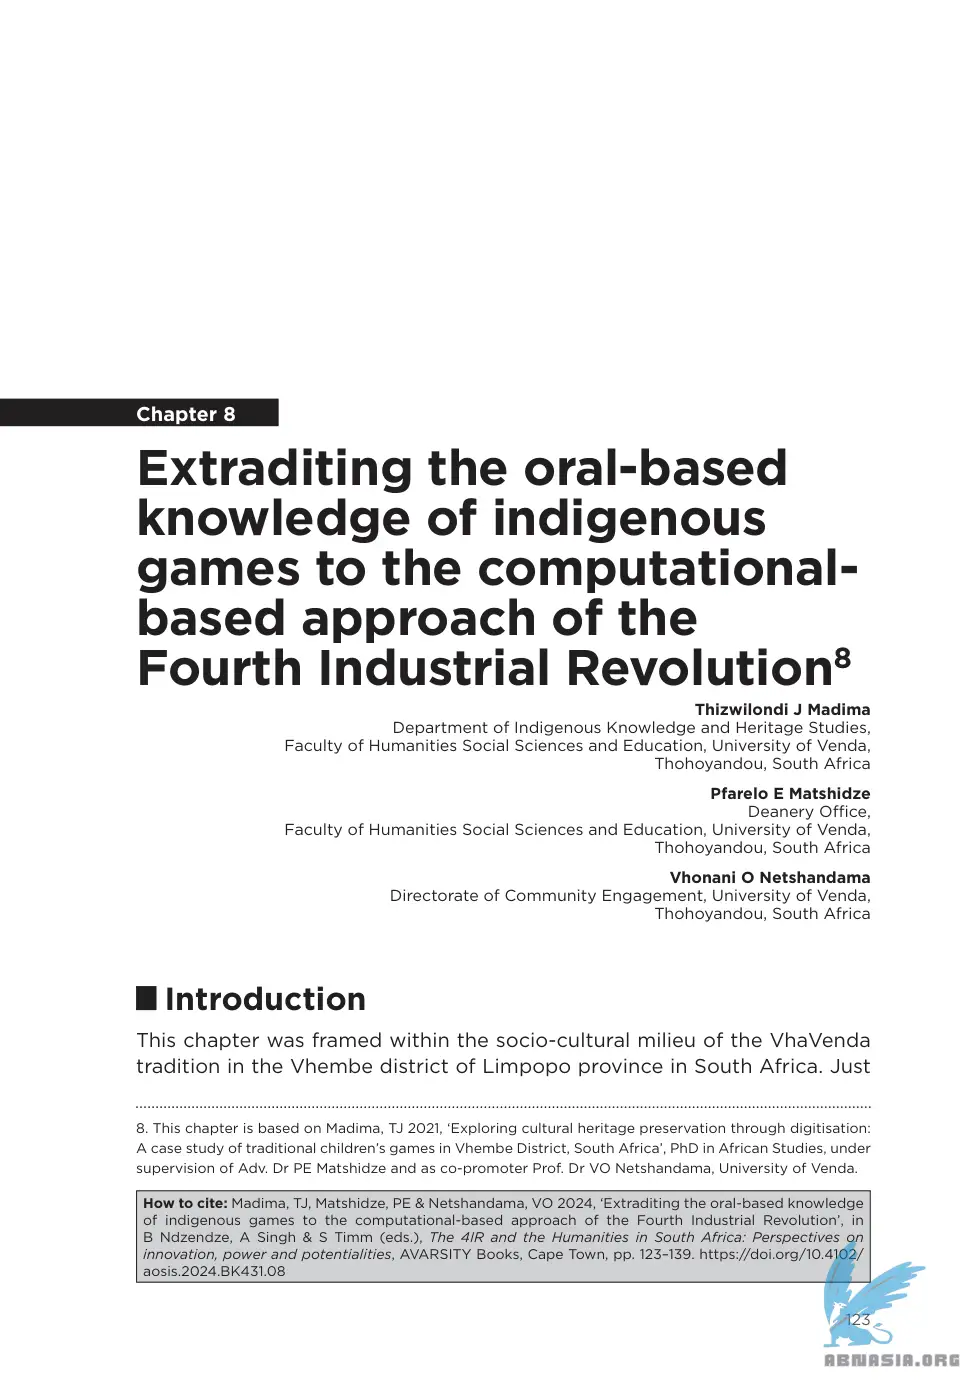 Chapter 8
Extraditing the oral-based
knowledge of indigenous
games to the computational-
based approach of the
Fourth Industrial Revolution⁸
Thizwilondi J Madima
Department of Indigenous Knowledge and Heritage Studies,
Faculty of Humanities Social Sciences and Education, University of Venda,
Thohoyandou, South Africa
Pfarelo E Matshidze
Deanery Office,
Faculty of Humanities Social Sciences and Education, University of Venda,
Thohoyandou, South Africa
Vhonani O Netshandama
Directorate of Community Engagement, University of Venda,
Thohoyandou, South Africa
Introduction
This chapter was framed within the socio-cultural milieu of the VhaVenda
tradition in the Vhembe district of Limpopo province in South Africa. Just
8. This chapter is based on Madima, TJ 2021, ‘Exploring cultural heritage preservation through digitisation:
A case study of traditional children’s games in Vhembe District, South Africa’, PhD in African Studies, under
supervision of Adv. Dr PE Matshidze and as co-promoter Prof. Dr VO Netshandama, University of Venda.
How to cite: Madima, TJ, Matshidze, PE & Netshandama, VO 2024, ‘Extraditing the oral-based knowledge
of indigenous games to the computational-based approach of the Fourth Industrial Revolution’, in
B Ndzendze, A Singh & S Timm (eds.), The 4IR and the Humanities in South Africa: Perspectives on
innovation, power and potentialities, AVARSITY Books, Cape Town, pp. 123–139. https://doi.org/10.4102/
aosis.2024.BK431.08
123
ABNASIA.ORG